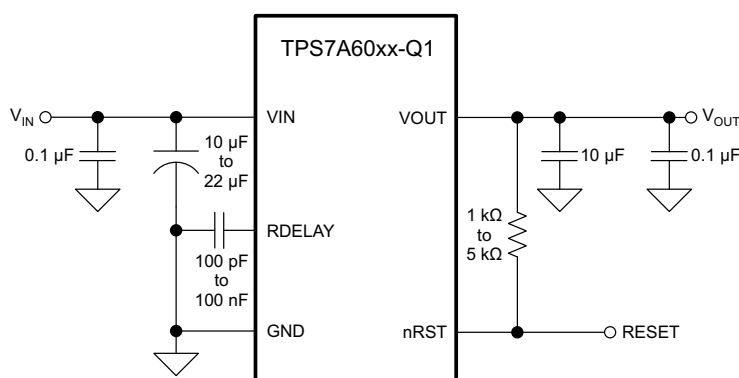 TPS7A60xx-Q1
VIN
VIN
VOUT
VOUT
0.1 µF
10 µF
to
22 µF
10 µF
0.1 µF
RDELAY
100 pF
to
100 nF
1 kΩ
to
5 kΩ
GND
nRST
RESET